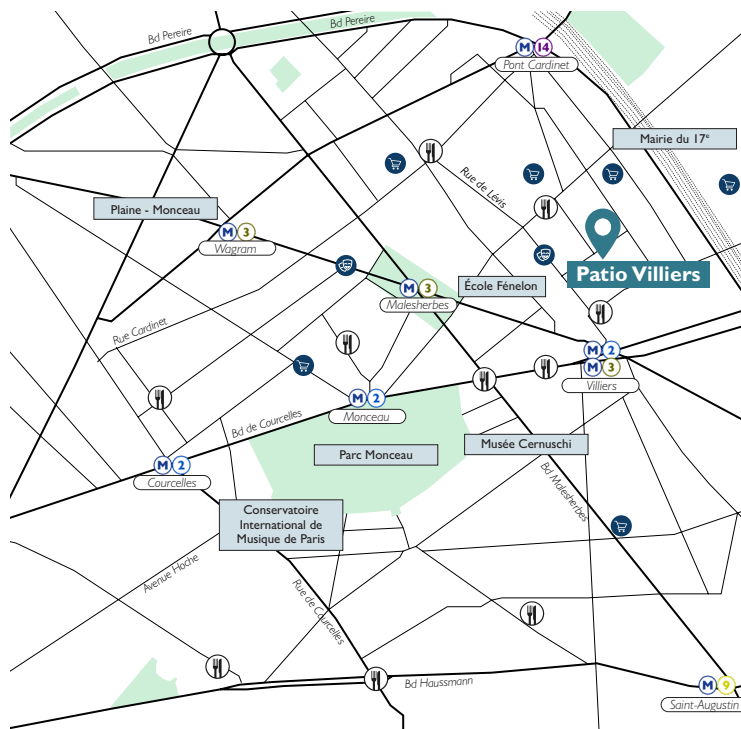 Bd Pereire
Bd Pereire
M 14
Pont Cardinet
Mairie du 17e
Rue de Lévis
Plaine - Monceau
M 3
Wagram
Patio Villiers
École Fénelon
M 3
Malesherbes
Rue Cardinet
M 2
M 3
Villiers
M 2
Monceau
Bd de Courcelles
Musée Cernuschi
Parc Monceau
M 2
Courcelles
Bd Malesherbes
Conservatoire
International de
Musique de Paris
Avenue Hoche
Rue de Courcelles
Bd Haussmann
M 9
Saint-Augustin